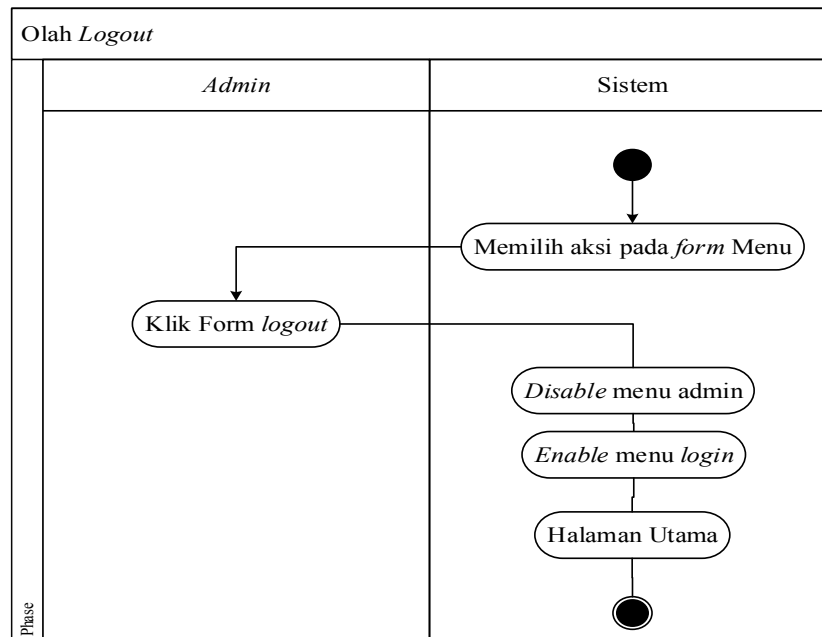 Olah Logout
Admin
Sistem
Memilih aksi pada form Menu
Klik Form logout
Disable menu admin
Enable menu login
Halaman Utama
Phase